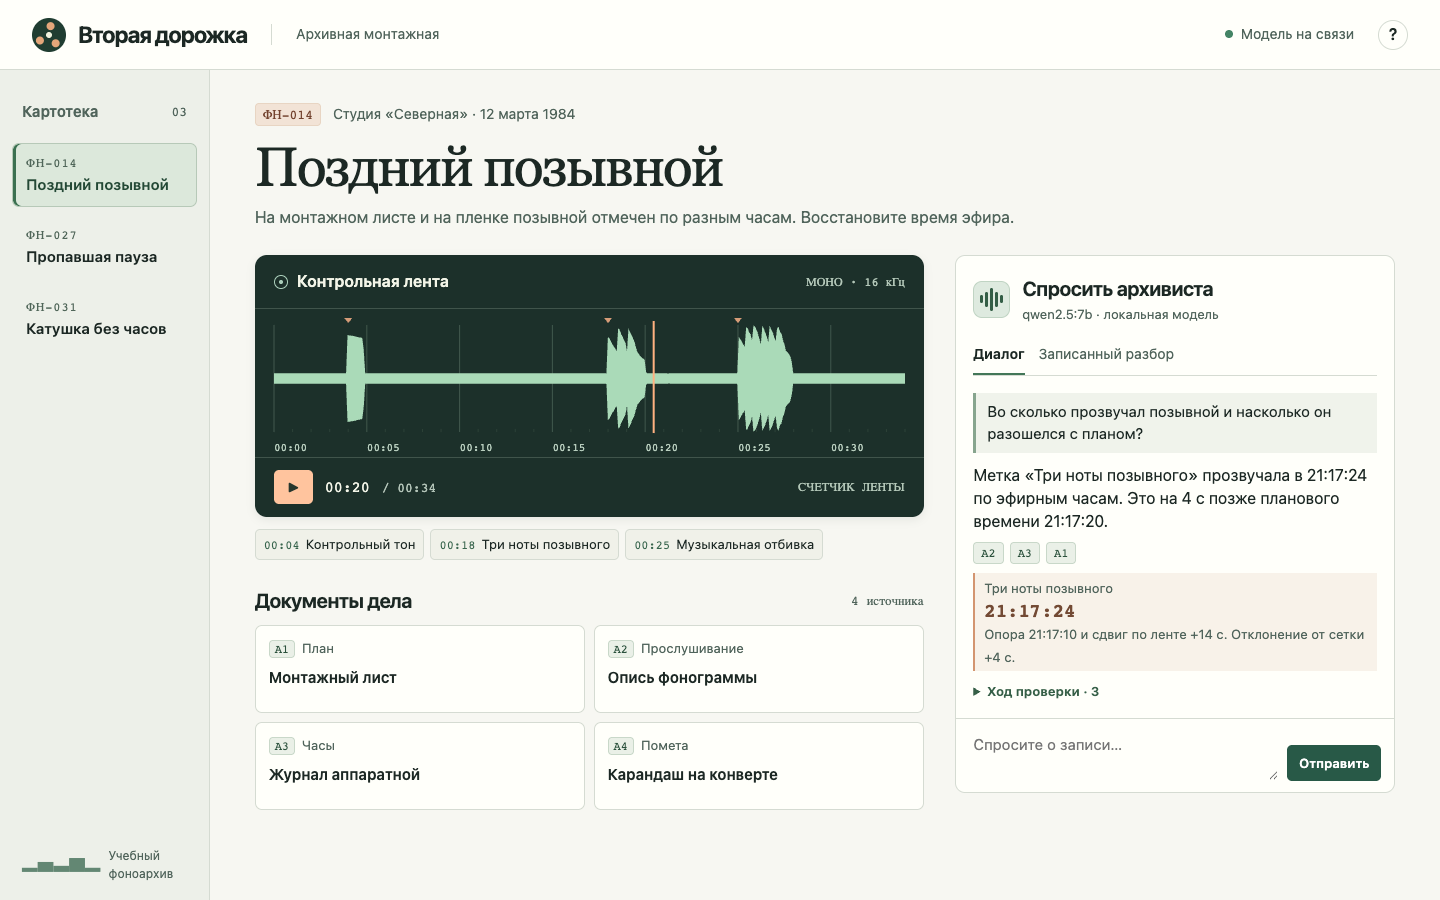 Вторая дорожка
Архивная монтажная
Модель на связи
?
Картотека 03
ФН-014
Поздний позывной
ФН-027
Пропавшая пауза
ФН-031
Катушка без часов
Учебный
фоноархив
ФН-014 Студия «Северная» · 12 марта 1984
Поздний позывной
На монтажном листе и на пленке позывной отмечен по разным часам. Восстановите время эфира.
Контрольная лента
МОНО · 16 кГц
00:00 00:05 00:10 00:15 00:20 00:25 00:30
00:20 / 00:34
СЧЕТЧИК ЛЕНТЫ
00:04 Контрольный тон
00:18 Три ноты позывного
00:25 Музыкальная отбивка
Документы дела
4 источника
A1 План
Монтажный лист
A2 Прослушивание
Опись фонограммы
A3 Часы
Журнал аппаратной
A4 Помета
Карандаш на конверте
Спросить архивиста
qwen2.5:7b · локальная модель
Диалог Записанный разбор
Во сколько прозвучал позывной и насколько он
разошелся с планом?
Метка «Три ноты позывного» прозвучала в 21:17:24
по эфирным часам. Это на 4 с позже планового
времени 21:17:20.
A2 A3 A1
Три ноты позывного
21:17:24
Опора 21:17:10 и сдвиг по ленте +14 с. Отклонение от сетки
+4 с.
Ход проверки · 3
Спросите о записи...
Отправить